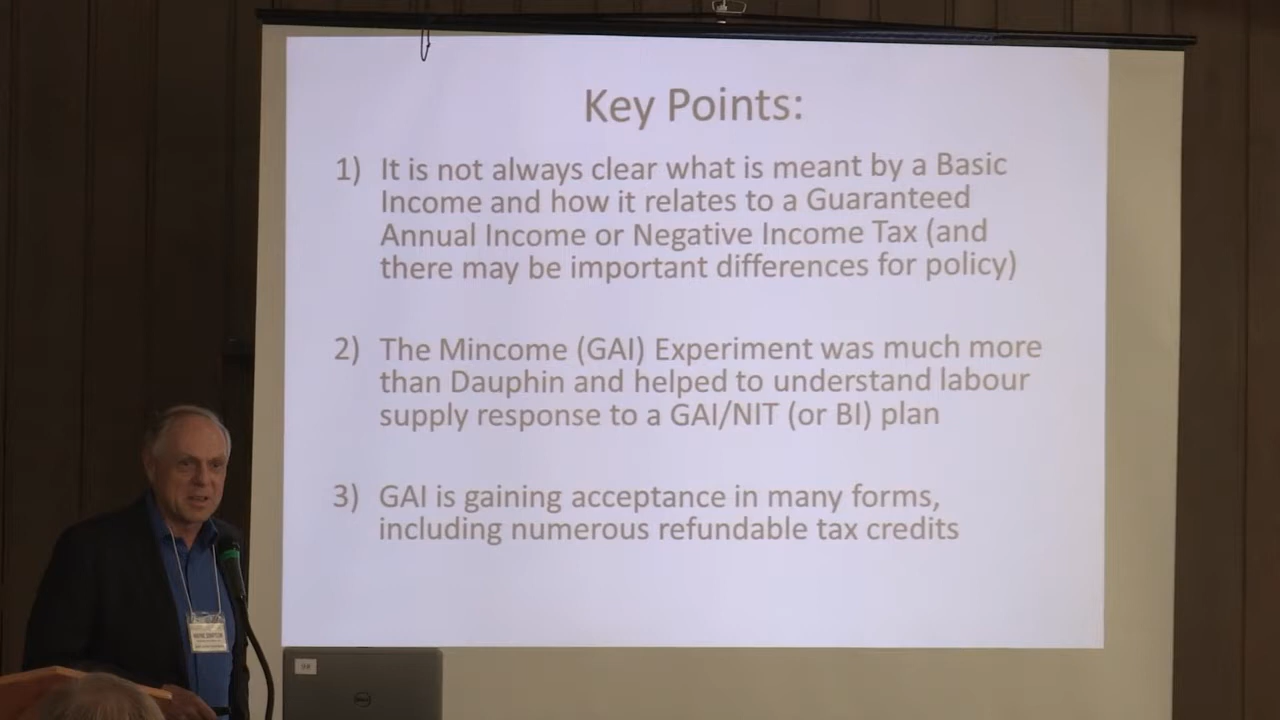 Key Points:
1) It is not always clear what is meant by a Basic
Income and how it relates to a Guaranteed
Annual Income or Negative Income Tax (and
there may be important differences for policy)
2) The Mincome (GAI) Experiment was much more
than Dauphin and helped to understand labour
supply response to a GAI/NIT (or BI) plan
3) GAI is gaining acceptance in many forms,
including numerous refundable tax credits
DELL